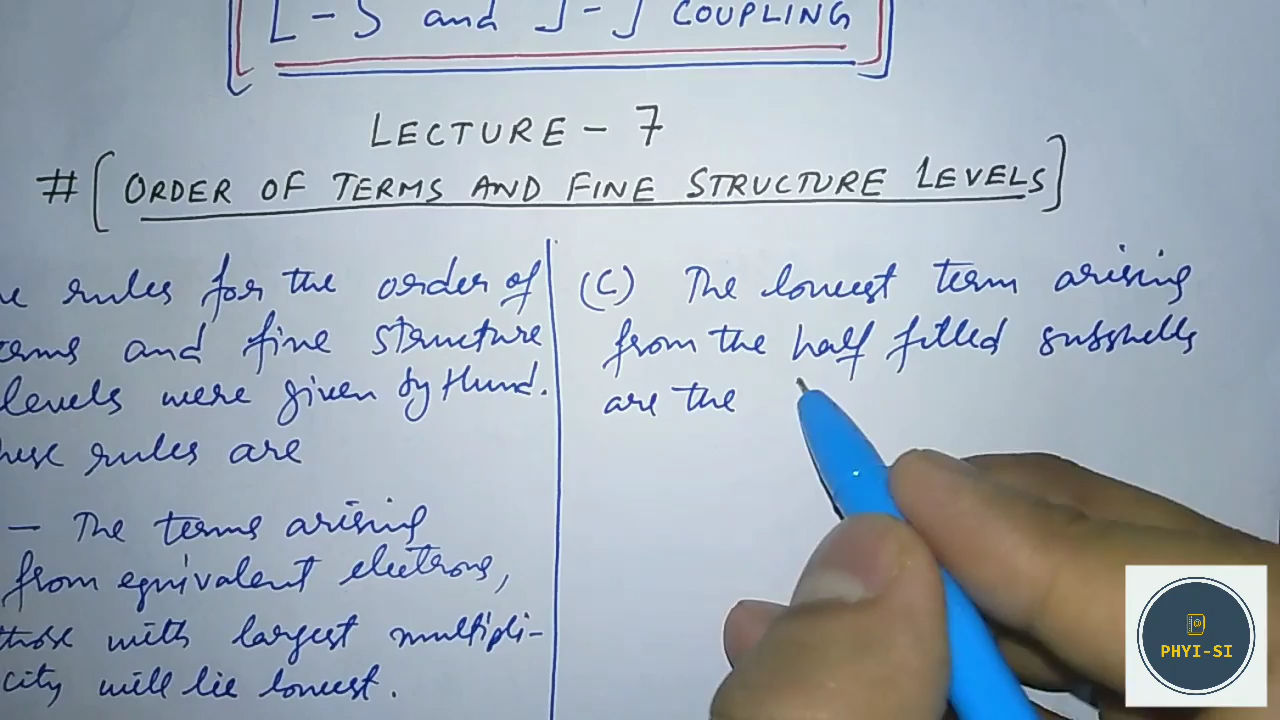 L-S and J-J COUPLING
LECTURE - 7
# [ORDER OF TERMS AND FINE STRUCTURE LEVELS]
rules for the order of
and fine structure
levels were given by Hund.
rules are
- The terms arising
from equivalent electrons,
those with largest multipli-
city will lie lowest.
(C) The lowest term arising
from the half filled subshells
are the
PHYI-SI